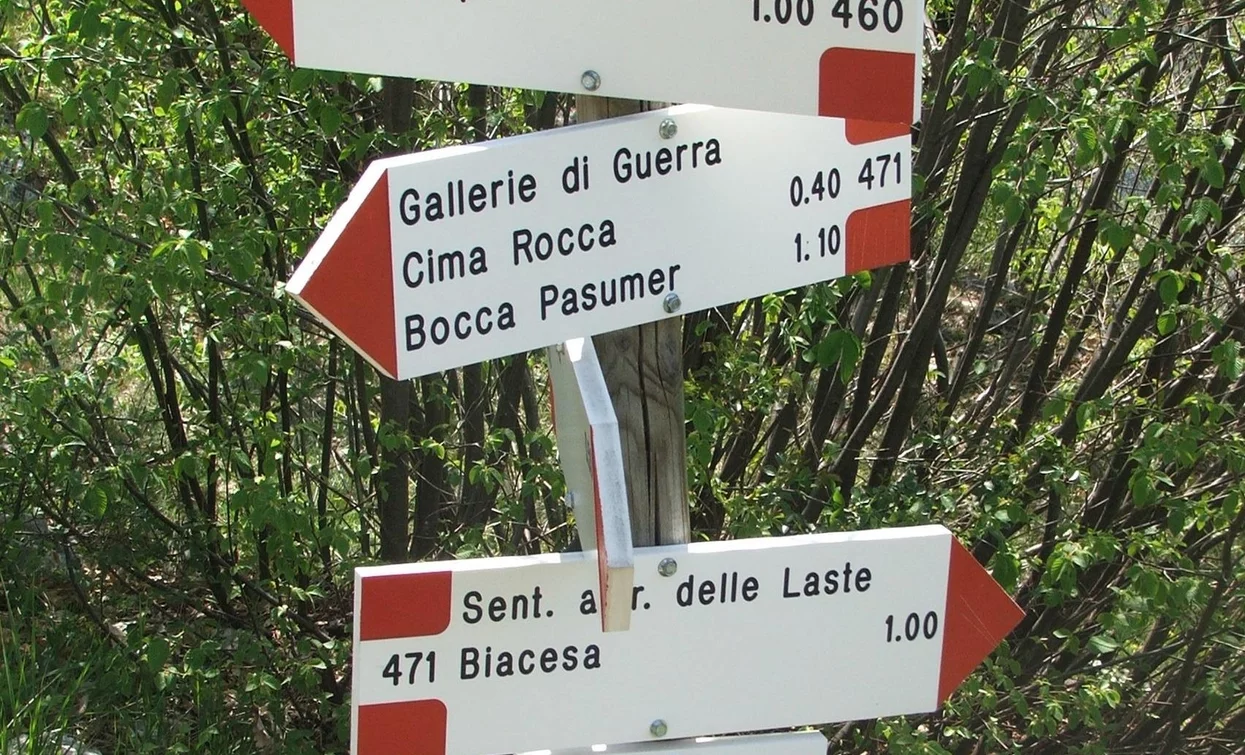 1.00 460
Gallerie di Guerra
0.40 471
Cima Rocca
1.10
Bocca Pasumer
Sent. delle Laste
1.00
471 Biacesa